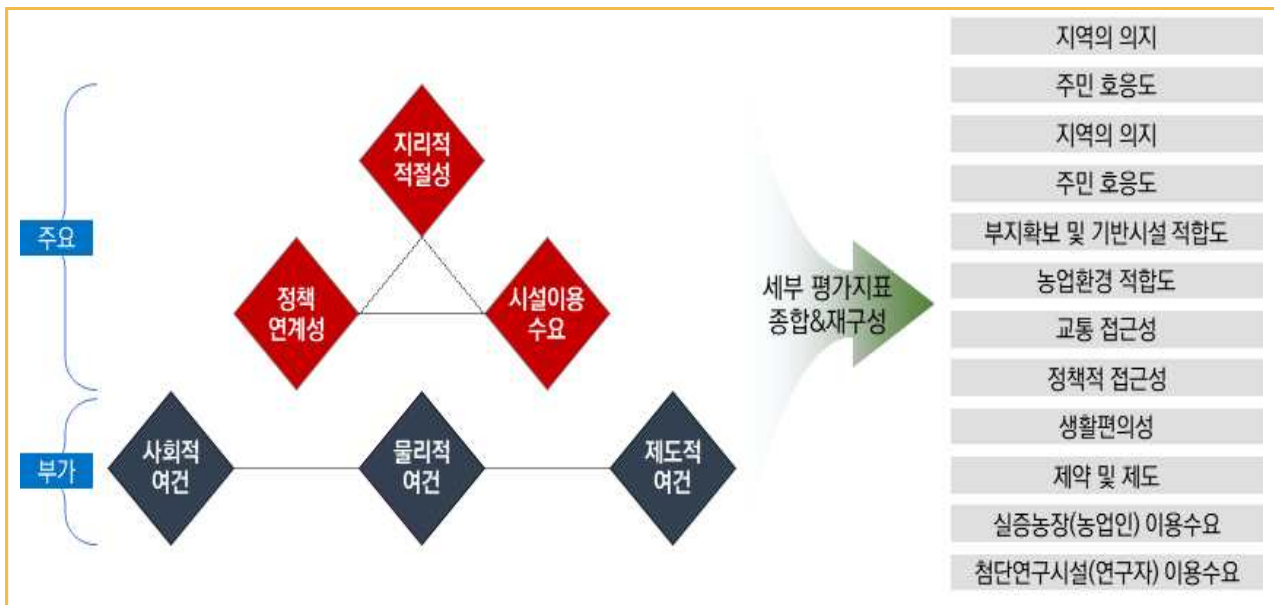 주요
지리적
적절성
정책
연계성
시설이용
수요
부가
사회적
여건
물리적
여건
제도적
여건
세부 평가지표
종합&재구성
지역의 의지
주민 호응도
지역의 의지
주민 호응도
부지확보 및 기반시설 적합도
농업환경 적합도
교통 접근성
정책적 접근성
생활편의성
제약 및 제도
실증농장(농업인) 이용수요
첨단연구시설(연구자) 이용수요